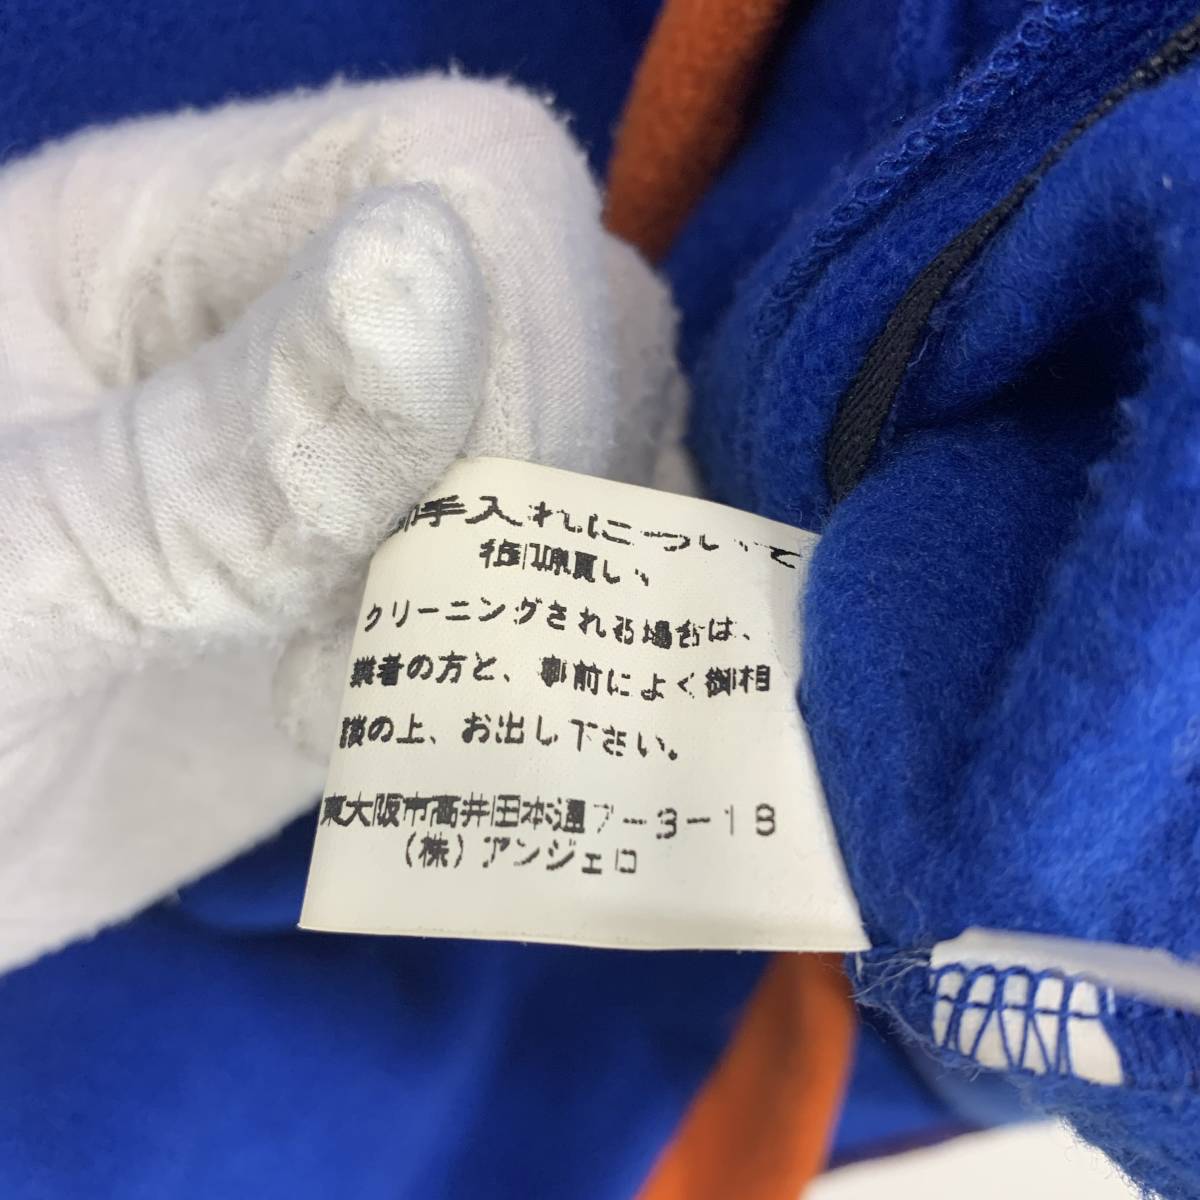 御手入れについて
クリーニングされる場合は、
業者の方と、事前によく御相
談の上、お出し下さい。
東大阪市高井田本通7-3-18
(株)アンジェロ